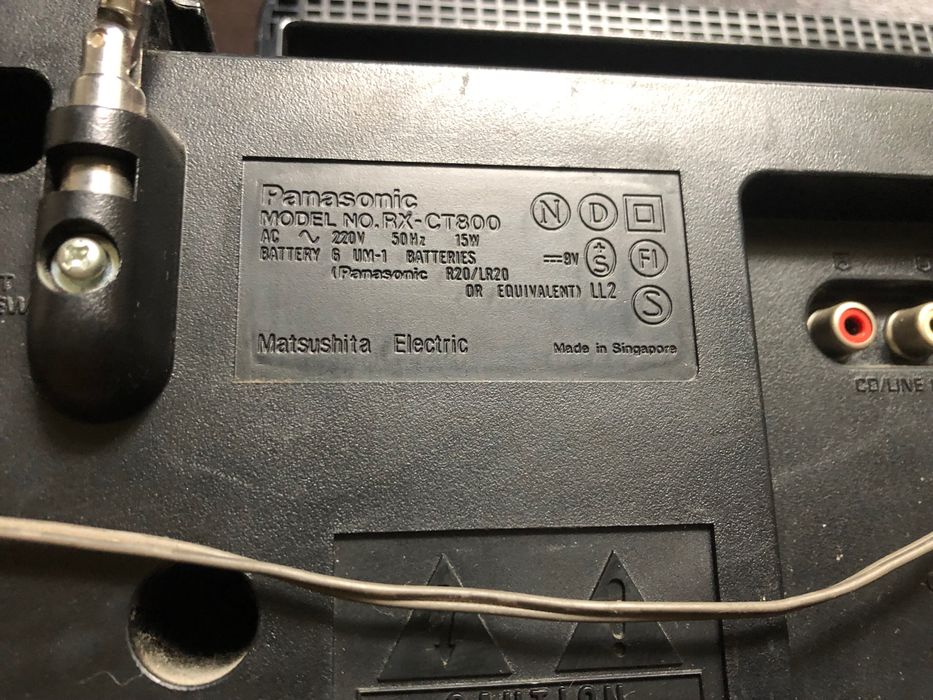 Panasonic
MODEL NO. RX-CT800
AC ∿ 220V 50Hz 15W
BATTERY 6 UM-1 BATTERIES ⎓9V
(Panasonic R20/LR20
OR EQUIVALENT) LL2
N D
+S FI
S
Matsushita Electric Made in Singapore
CD/LINE
CAUTION